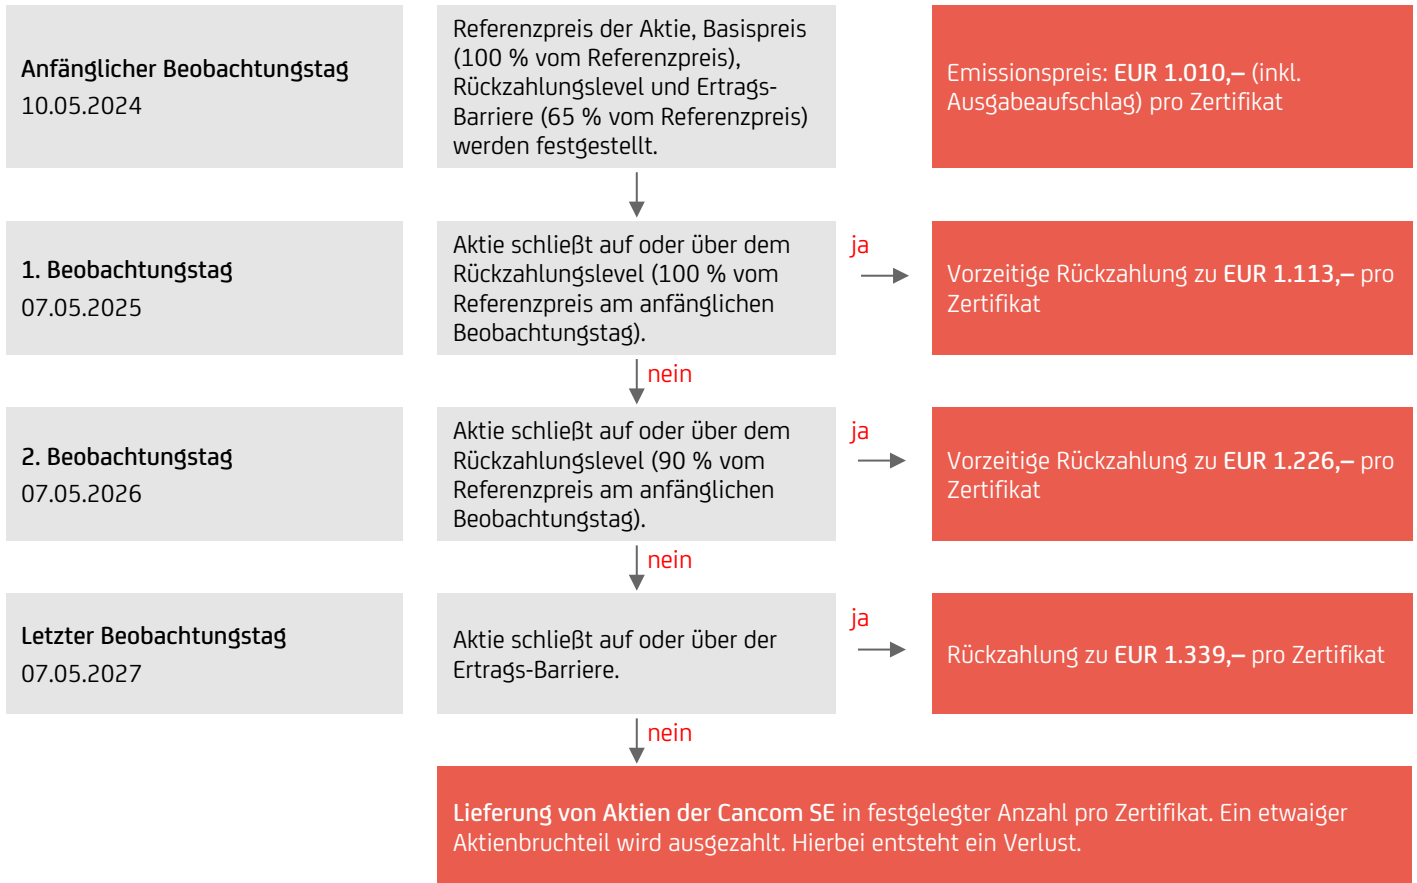 Anfänglicher Beobachtungstag
10.05.2024
Referenzpreis der Aktie, Basispreis
(100 % vom Referenzpreis),
Rückzahlungslevel und Ertrags-
Barriere (65 % vom Referenzpreis)
werden festgestellt.
Emissionspreis: EUR 1.010,– (inkl.
Ausgabeaufschlag) pro Zertifikat
1. Beobachtungstag
07.05.2025
Aktie schließt auf oder über dem
Rückzahlungslevel (100 % vom
Referenzpreis am anfänglichen
Beobachtungstag).
ja
Vorzeitige Rückzahlung zu EUR 1.113,– pro
Zertifikat
nein
2. Beobachtungstag
07.05.2026
Aktie schließt auf oder über dem
Rückzahlungslevel (90 % vom
Referenzpreis am anfänglichen
Beobachtungstag).
ja
Vorzeitige Rückzahlung zu EUR 1.226,– pro
Zertifikat
nein
Letzter Beobachtungstag
07.05.2027
Aktie schließt auf oder über der
Ertrags-Barriere.
ja
Rückzahlung zu EUR 1.339,– pro Zertifikat
nein
Lieferung von Aktien der Cancom SE in festgelegter Anzahl pro Zertifikat. Ein etwaiger
Aktienbruchteil wird ausgezahlt. Hierbei entsteht ein Verlust.